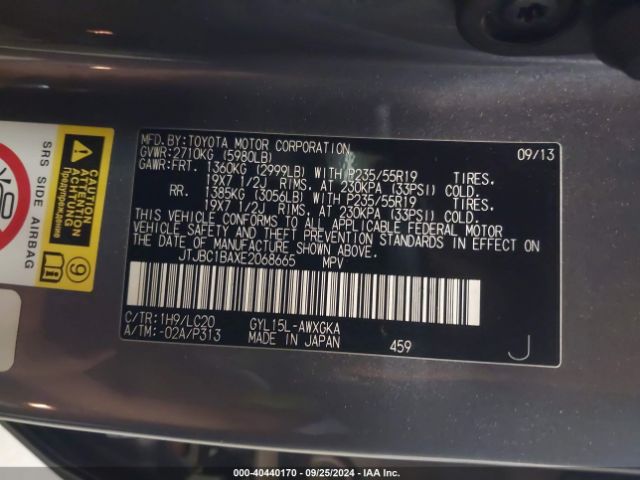 MFD.BY:TOYOTA MOTOR CORPORATION 09/13
GVWR:2710KG (5980LB)
GAWR:FRT. 1360KG (2999LB) WITH P235/55R19 TIRES.
19X7 1/2J RIMS. AT 230KPA (33PSI) COLD.
RR. 1385KG (3056LB) WITH P235/55R19 TIRES.
19X7 1/2J RIMS. AT 230KPA (33PSI) COLD.
THIS VEHICLE CONFORMS TO ALL APPLICABLE FEDERAL MOTOR
VEHICLE SAFETY AND THEFT PREVENTION STANDARDS IN EFFECT ON
THE DATE OF MANUFACTURE SHOWN ABOVE.
JTJBC1BAXE2068665 MPV
C/TR:1H9/LC20 GYL15L-AWXGKA
A/TM:-02A/P313 MADE IN JAPAN 459 J
SRS SIDE AIRBAG
CAUTION
ATTENTION
ACHTUNG
Предупреждение
9
000-40440170 - 09/25/2024 - IAA, Inc.